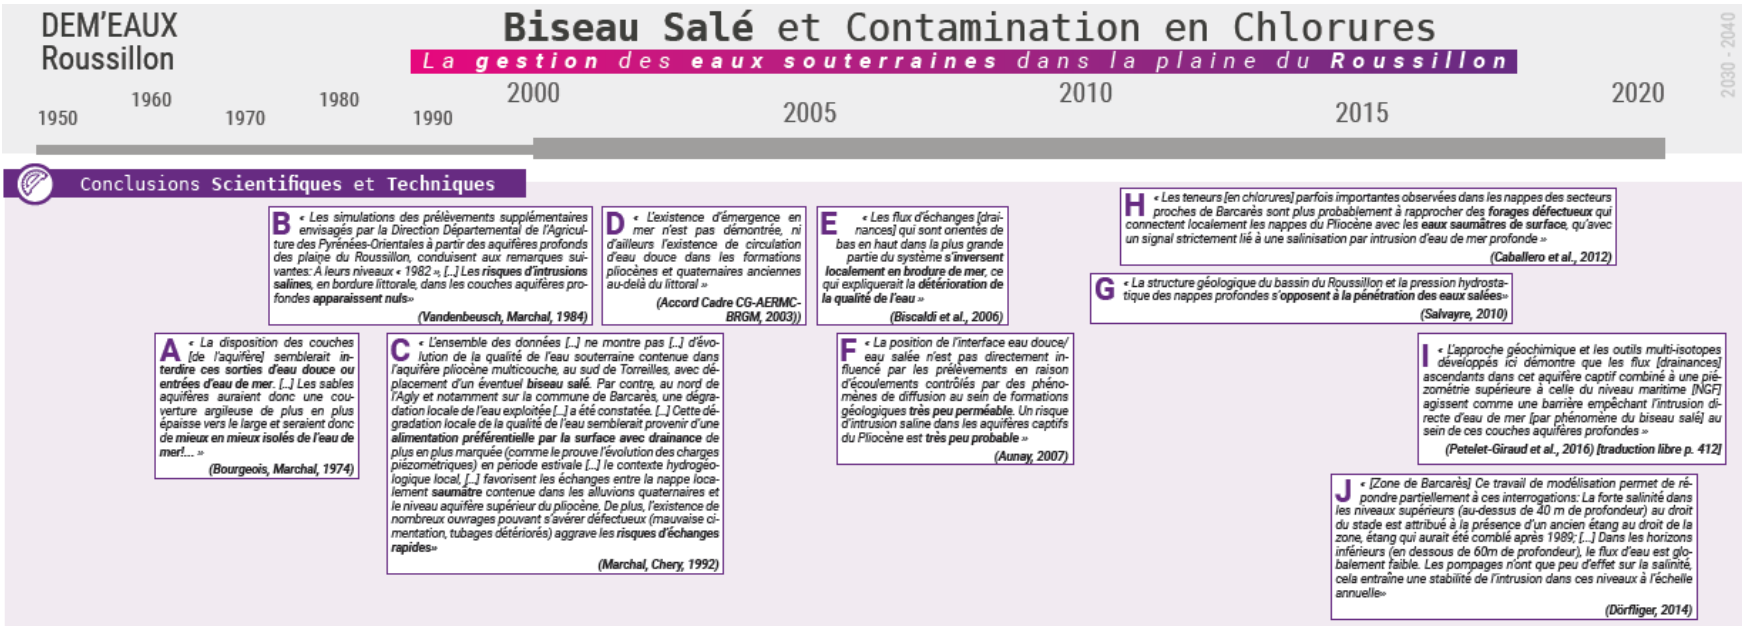 DEM'EAUX
Roussillon
Biseau Salé et Contamination en Chlorures
La gestion des eaux souterraines dans la plaine du Roussillon
2030 - 2040
1950
1960
1970
1980
1990
2000
2005
2010
2015
2020
Conclusions Scientifiques et Techniques
A « La disposition des couches
[de l'aquifère] semblerait in-
terdire ces sorties d'eau douce ou
entrées d'eau de mer. [...] Les sables
aquifères auraient donc une cou-
verture argileuse de plus en plus
épaisse vers le large et seraient donc
de mieux en mieux isolés de l'eau de
mer!... »
(Bourgeois, Marchal, 1974)
B « Les simulations des prélèvements supplémentaires
envisagés par la Direction Départemental de l'Agricul-
ture des Pyrénées-Orientales à partir des aquifères profonds
des plaine du Roussillon, conduisent aux remarques sui-
vantes: A leurs niveaux « 1982 », [...] Les risques d'intrusions
salines, en bordure littorale, dans les couches aquifères pro-
fondes apparaissent nuls»
(Vandenbeusch, Marchal, 1984)
C « L'ensemble des données [...] ne montre pas [...] d'évo-
lution de la qualité de l'eau souterraine contenue dans
l'aquifère pliocène multicouche, au sud de Torreilles, avec dé-
placement d'un éventuel biseau salé. Par contre, au nord de
l'Agly et notamment sur la commune de Barcarès, une dégra-
dation locale de l'eau exploitée [...] a été constatée. [...] Cette dé-
gradation locale de la qualité de l'eau semblerait provenir d'une
alimentation préférentielle par la surface avec drainance de
plus en plus marquée (comme le prouve l'évolution des charges
piézométriques) en période estivale [...] le contexte hydrogéo-
logique local, [...] favorisent les échanges entre la nappe loca-
lement saumâtre contenue dans les alluvions quaternaires et
le niveau aquifère supérieur du pliocène. De plus, l'existence de
nombreux ouvrages pouvant s'avérer défectueux (mauvaise ci-
mentation, tubages détériorés) aggrave les risques d'échanges
rapides»
(Marchal, Chery, 1992)
D « L'existence d'émergence en
mer n'est pas démontrée, ni
d'ailleurs l'existence de circulation
d'eau douce dans les formations
pliocènes et quaternaires anciennes
au-delà du littoral »
(Accord Cadre CG-AERMC-
BRGM, 2003))
E « Les flux d'échanges [drai-
nances] qui sont orientés de
bas en haut dans la plus grande
partie du système s'inversent
localement en brodure de mer, ce
qui expliquerait la détérioration de
la qualité de l'eau »
(Biscaldi et al., 2006)
F « La position de l'interface eau douce/
eau salée n'est pas directement in-
fluencé par les prélèvements en raison
d'écoulements contrôlés par des phéno-
mènes de diffusion au sein de formations
géologiques très peu perméable. Un risque
d'intrusion saline dans les aquifères captifs
du Pliocène est très peu probable »
(Aunay, 2007)
H « Les teneurs [en chlorures] parfois importantes observées dans les nappes des secteurs
proches de Barcarès sont plus probablement à rapprocher des forages défectueux qui
connectent localement les nappes du Pliocène avec les eaux saumâtres de surface, qu'avec
un signal strictement lié à une salinisation par intrusion d'eau de mer profonde »
(Caballero et al., 2012)
G « La structure géologique du bassin du Roussillon et la pression hydrosta-
tique des nappes profondes s'opposent à la pénétration des eaux salées»
(Salvayre, 2010)
I « L'approche géochimique et les outils multi-isotopes
développés ici démontre que les flux [drainances]
ascendants dans cet aquifère captif combiné à une pié-
zométrie supérieure à celle du niveau maritime [NGF]
agissent comme une barrière empêchant l'intrusion di-
recte d'eau de mer [par phénomène du biseau salé] au
sein de ces couches aquifères profondes »
(Petelet-Giraud et al., 2016) [traduction libre p. 412]
J « [Zone de Barcarès] Ce travail de modélisation permet de ré-
pondre partiellement à ces interrogations: La forte salinité dans
les niveaux supérieurs (au-dessus de 40 m de profondeur) au droit
du stade est attribué à la présence d'un ancien étang au droit de la
zone, étang qui aurait été comblé après 1989; [...] Dans les horizons
inférieurs (en dessous de 60m de profondeur), le flux d'eau est glo-
balement faible. Les pompages n'ont que peu d'effet sur la salinité,
cela entraîne une stabilité de l'intrusion dans ces niveaux à l'échelle
annuelle»
(Dörfliger, 2014)